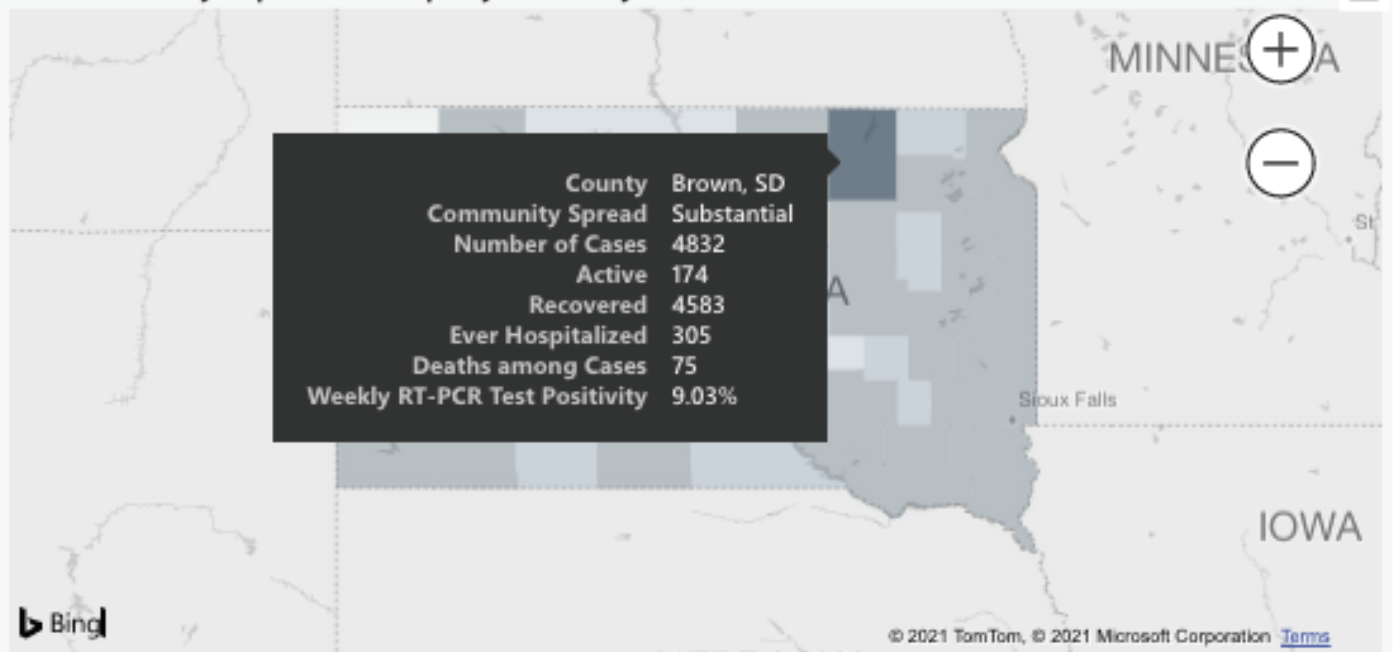 MINNES A
County Brown, SD
Community Spread Substantial
Number of Cases 4832
Active 174
Recovered 4583
Ever Hospitalized 305
Deaths among Cases 75
Weekly RT-PCR Test Positivity 9.03%
St
A
Sioux Falls
IOWA
Bing
© 2021 TomTom, © 2021 Microsoft Corporation Terms